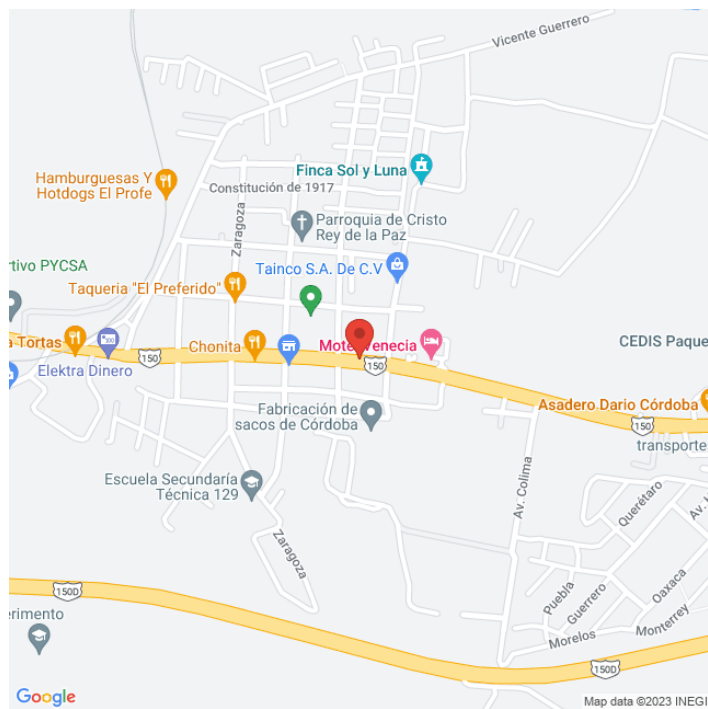 Vicente Guerrero
Finca Sol y Luna
Hamburguesas Y
Hotdogs El Profe
Constitución de 1917
Zaragoza
Parroquia de Cristo
Rey de la Paz
rtivo PYCSA
Tainco S.A. De C.V
Taqueria "El Preferido"
a Tortas
150
Chonita
Motel Venecia
150
CEDIS Paque
Elektra Dinero
Asadero Dario Córdoba
Fabricación de
sacos de Córdoba
150
transportes
Escuela Secundaría
Técnica 129
Av. Colima
Querétaro
Zaragoza
150D
Puebla
Guerrero
Oaxaca
erimento
Morelos
Monterrey
150D
Google
Map data ©2023 INEGI